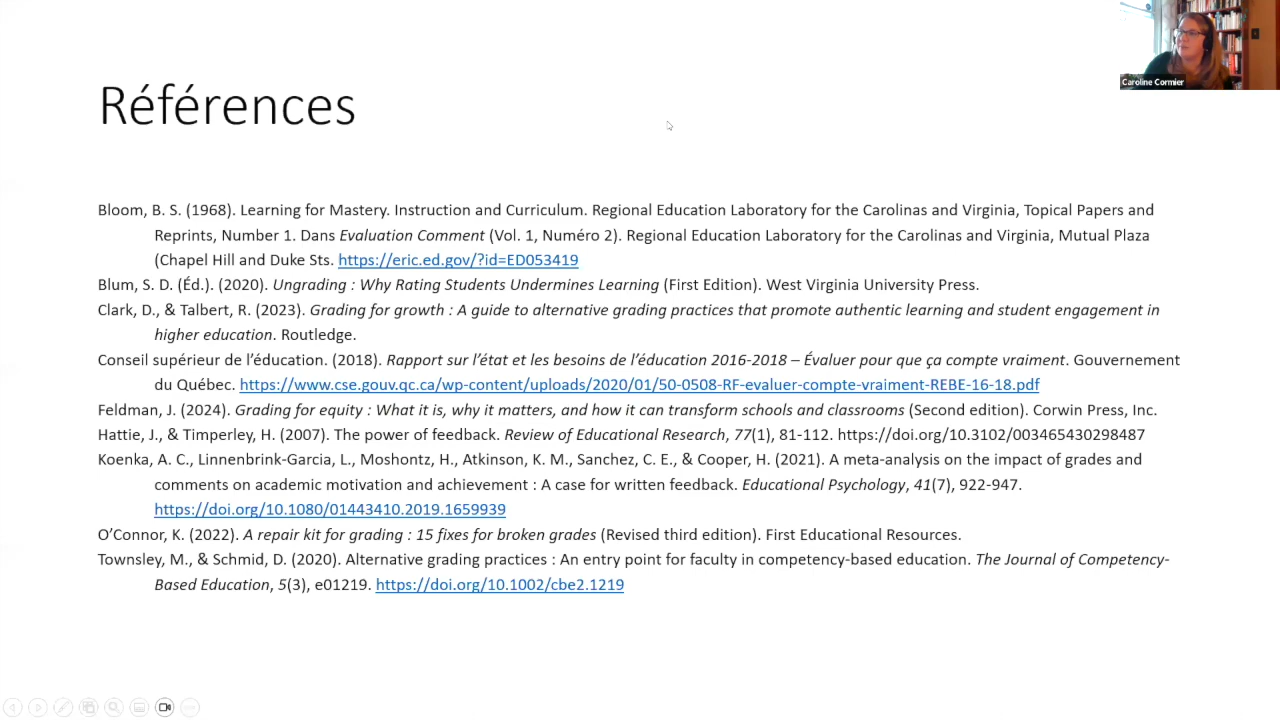 Caroline Cormier
Références
Bloom, B. S. (1968). Learning for Mastery. Instruction and Curriculum. Regional Education Laboratory for the Carolinas and Virginia, Topical Papers and
Reprints, Number 1. Dans Evaluation Comment (Vol. 1, Numéro 2). Regional Education Laboratory for the Carolinas and Virginia, Mutual Plaza
(Chapel Hill and Duke Sts. https://eric.ed.gov/?id=ED053419
Blum, S. D. (Éd.). (2020). Ungrading : Why Rating Students Undermines Learning (First Edition). West Virginia University Press.
Clark, D., & Talbert, R. (2023). Grading for growth : A guide to alternative grading practices that promote authentic learning and student engagement in
higher education. Routledge.
Conseil supérieur de l’éducation. (2018). Rapport sur l’état et les besoins de l’éducation 2016-2018 – Évaluer pour que ça compte vraiment. Gouvernement
du Québec. https://www.cse.gouv.qc.ca/wp-content/uploads/2020/01/50-0508-RF-evaluer-compte-vraiment-REBE-16-18.pdf
Feldman, J. (2024). Grading for equity : What it is, why it matters, and how it can transform schools and classrooms (Second edition). Corwin Press, Inc.
Hattie, J., & Timperley, H. (2007). The power of feedback. Review of Educational Research, 77(1), 81-112. https://doi.org/10.3102/003465430298487
Koenka, A. C., Linnenbrink-Garcia, L., Moshontz, H., Atkinson, K. M., Sanchez, C. E., & Cooper, H. (2021). A meta-analysis on the impact of grades and
comments on academic motivation and achievement : A case for written feedback. Educational Psychology, 41(7), 922-947.
https://doi.org/10.1080/01443410.2019.1659939
O’Connor, K. (2022). A repair kit for grading : 15 fixes for broken grades (Revised third edition). First Educational Resources.
Townsley, M., & Schmid, D. (2020). Alternative grading practices : An entry point for faculty in competency-based education. The Journal of Competency-
Based Education, 5(3), e01219. https://doi.org/10.1002/cbe2.1219